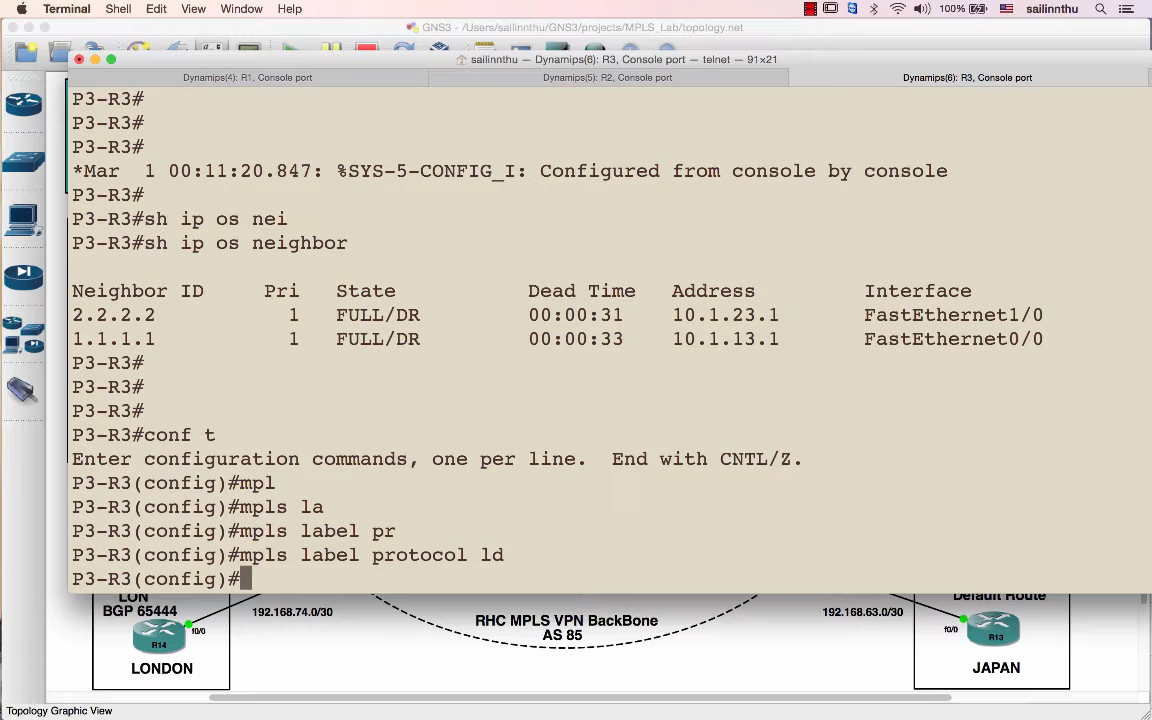 Terminal Shell Edit View Window Help 100% sailinnthu
GNS3 — /Users/sailinnthu/GNS3/projects/MPLS_Lab/topology.net
sailinnthu — Dynamips(6): R3, Console port — telnet — 91×21
Dynamips(4): R1, Console port Dynamips(5): R2, Console port Dynamips(6): R3, Console port
P3-R3#
P3-R3#
P3-R3#
*Mar 1 00:11:20.847: %SYS-5-CONFIG_I: Configured from console by console
P3-R3#
P3-R3#sh ip os nei
P3-R3#sh ip os neighbor
Neighbor ID Pri State Dead Time Address Interface
2.2.2.2 1 FULL/DR 00:00:31 10.1.23.1 FastEthernet1/0
1.1.1.1 1 FULL/DR 00:00:33 10.1.13.1 FastEthernet0/0
P3-R3#
P3-R3#
P3-R3#
P3-R3#conf t
Enter configuration commands, one per line. End with CNTL/Z.
P3-R3(config)#mpl
P3-R3(config)#mpls la
P3-R3(config)#mpls label pr
P3-R3(config)#mpls label protocol ld
P3-R3(config)#
LON
BGP 65444
192.168.74.0/30
f0/0
R14
LONDON
RHC MPLS VPN BackBone
AS 85
192.168.63.0/30
Default Route
f0/0
R13
JAPAN
Topology Graphic View